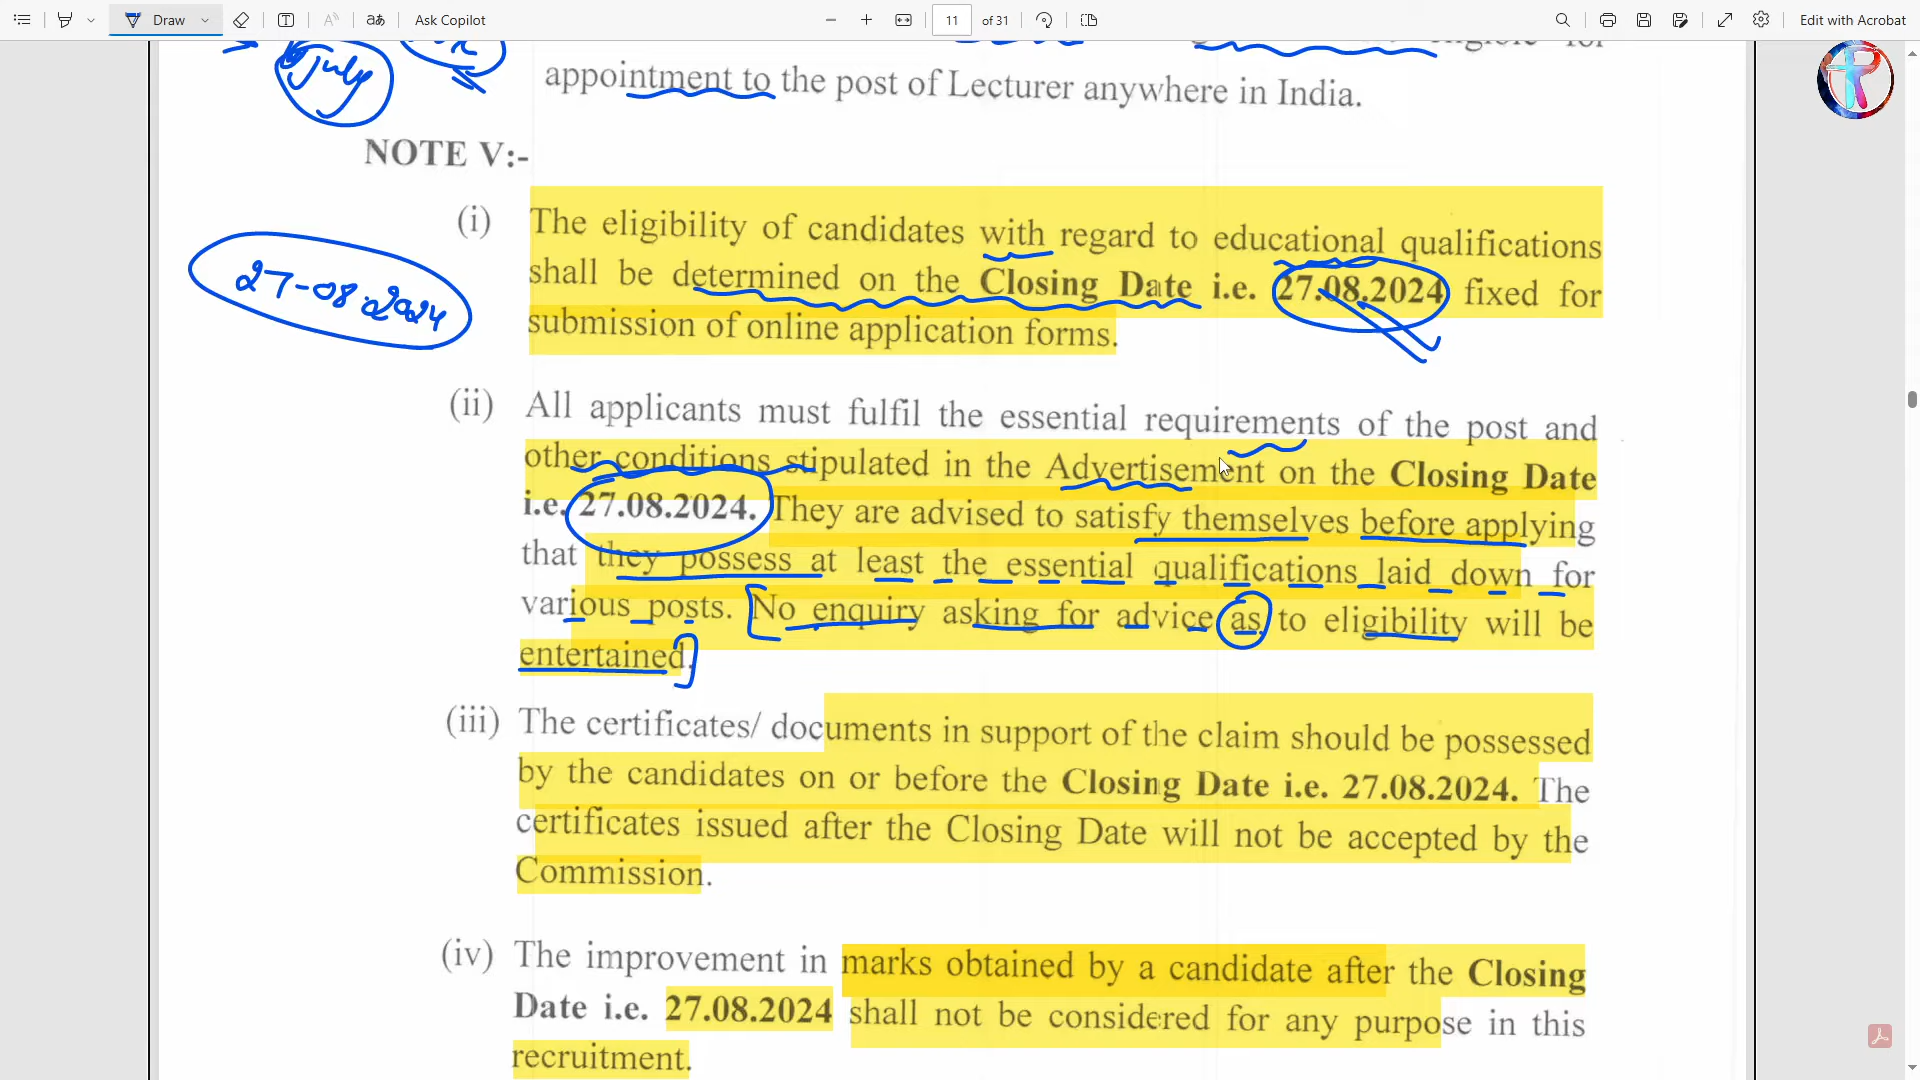 Draw
Ask Copilot
11
of 31
Edit with Acrobat
July
appointment to the post of Lecturer anywhere in India.
NOTE V:-
(i) The eligibility of candidates with regard to educational qualifications
shall be determined on the Closing Date i.e. 27.08.2024 fixed for
submission of online application forms.
27-08.2024
(ii) All applicants must fulfil the essential requirements of the post and
other conditions stipulated in the Advertisement on the Closing Date
i.e. 27.08.2024. They are advised to satisfy themselves before applying
that they possess at least the essential qualifications laid down for
various posts. No enquiry asking for advice as to eligibility will be
entertained.
(iii) The certificates/ documents in support of the claim should be possessed
by the candidates on or before the Closing Date i.e. 27.08.2024. The
certificates issued after the Closing Date will not be accepted by the
Commission.
(iv) The improvement in marks obtained by a candidate after the Closing
Date i.e. 27.08.2024 shall not be considered for any purpose in this
recruitment.